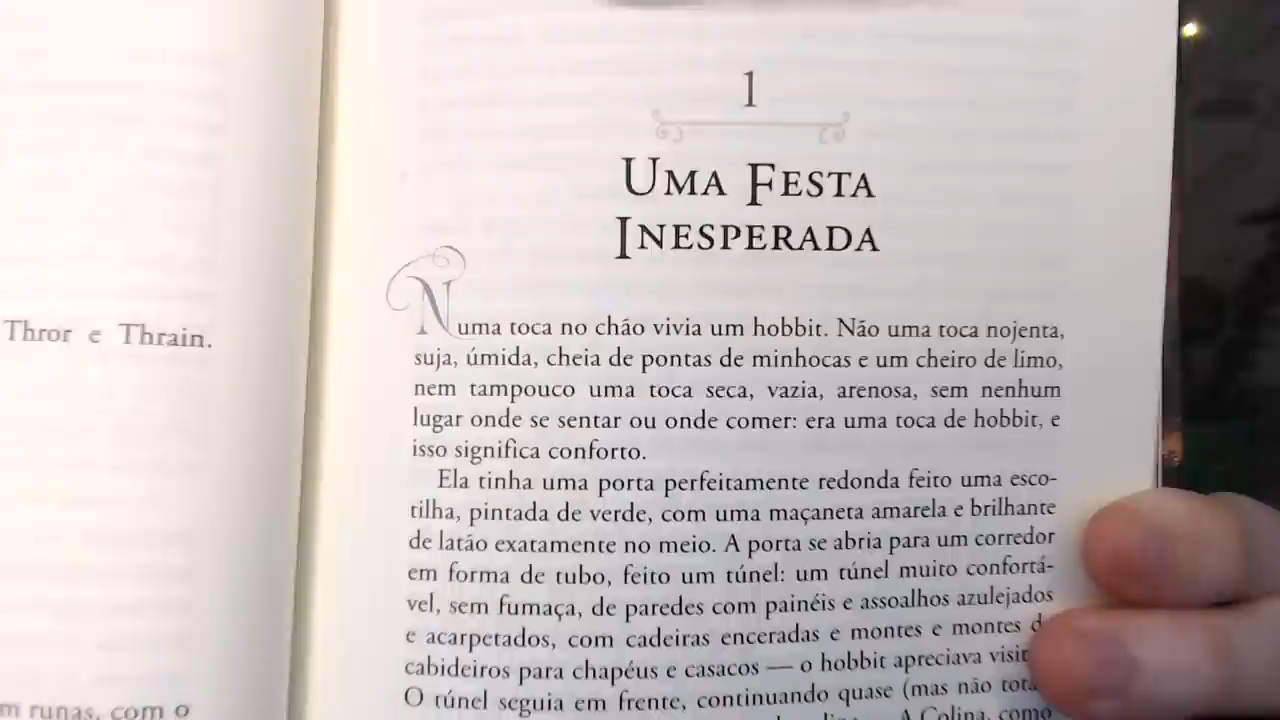 Thror e Thrain.
m runas, com o
1
UMA FESTA
INESPERADA
Numa toca no chão vivia um hobbit. Não uma toca nojenta,
suja, úmida, cheia de pontas de minhocas e um cheiro de limo,
nem tampouco uma toca seca, vazia, arenosa, sem nenhum
lugar onde se sentar ou onde comer: era uma toca de hobbit, e
isso significa conforto.
Ela tinha uma porta perfeitamente redonda feito uma esco-
tilha, pintada de verde, com uma maçaneta amarela e brilhante
de latão exatamente no meio. A porta se abria para um corredor
em forma de tubo, feito um túnel: um túnel muito confortá-
vel, sem fumaça, de paredes com painéis e assoalhos azulejados
e acarpetados, com cadeiras enceradas e montes e montes
cabideiros para chapéus e casacos — o hobbit apreciava
O túnel seguia em frente, continuando quase (mas não
A Colina, como